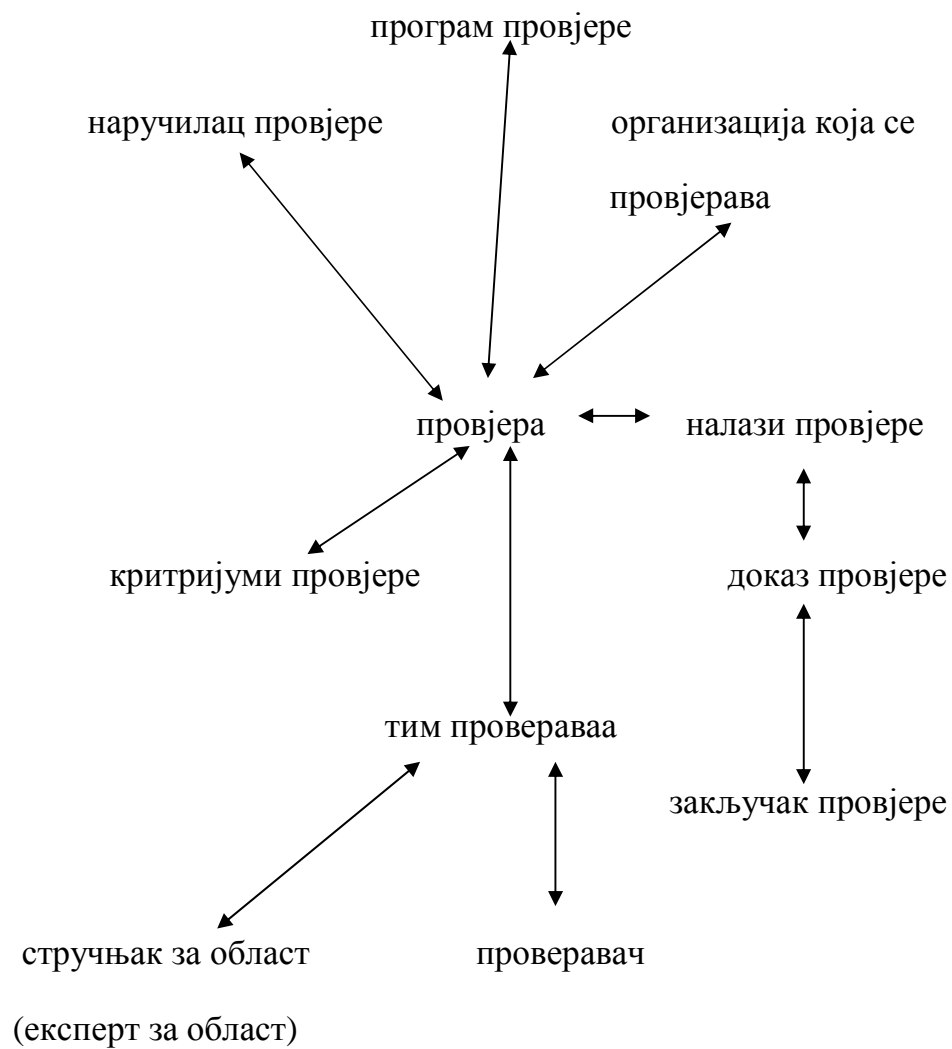 програм провјере
наручилац провјере
организација која се
провјерава
провјера
налази провјере
критријуми провјере
доказ провјере
тим провераваа
закључак провјере
стручњак за област
проверавач
(експерт за област)